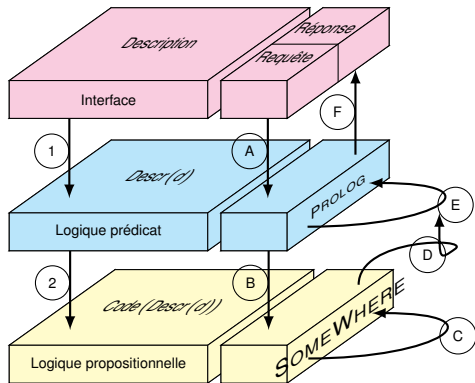 Description
Réponse
Requête
Interface
1
A
F
Descr(d)
PROLOG
Logique prédicat
E
D
2
B
Code(Descr(d))
SOMEWHERE
Logique propositionnelle
C